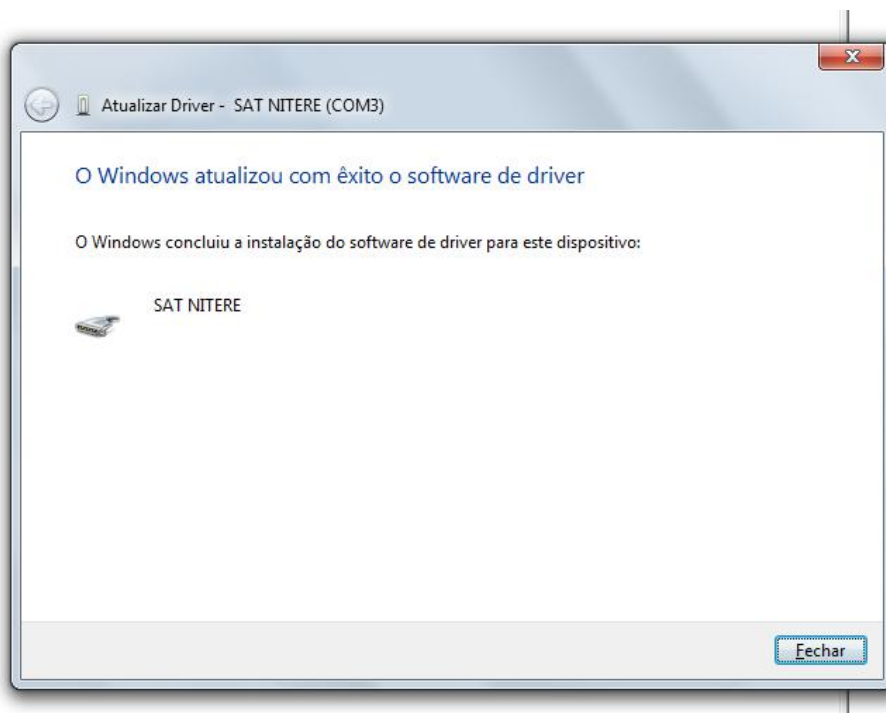 Atualizar Driver - SAT NITERE (COM3)
O Windows atualizou com êxito o software de driver
O Windows concluiu a instalação do software de driver para este dispositivo:
SAT NITERE
Fechar